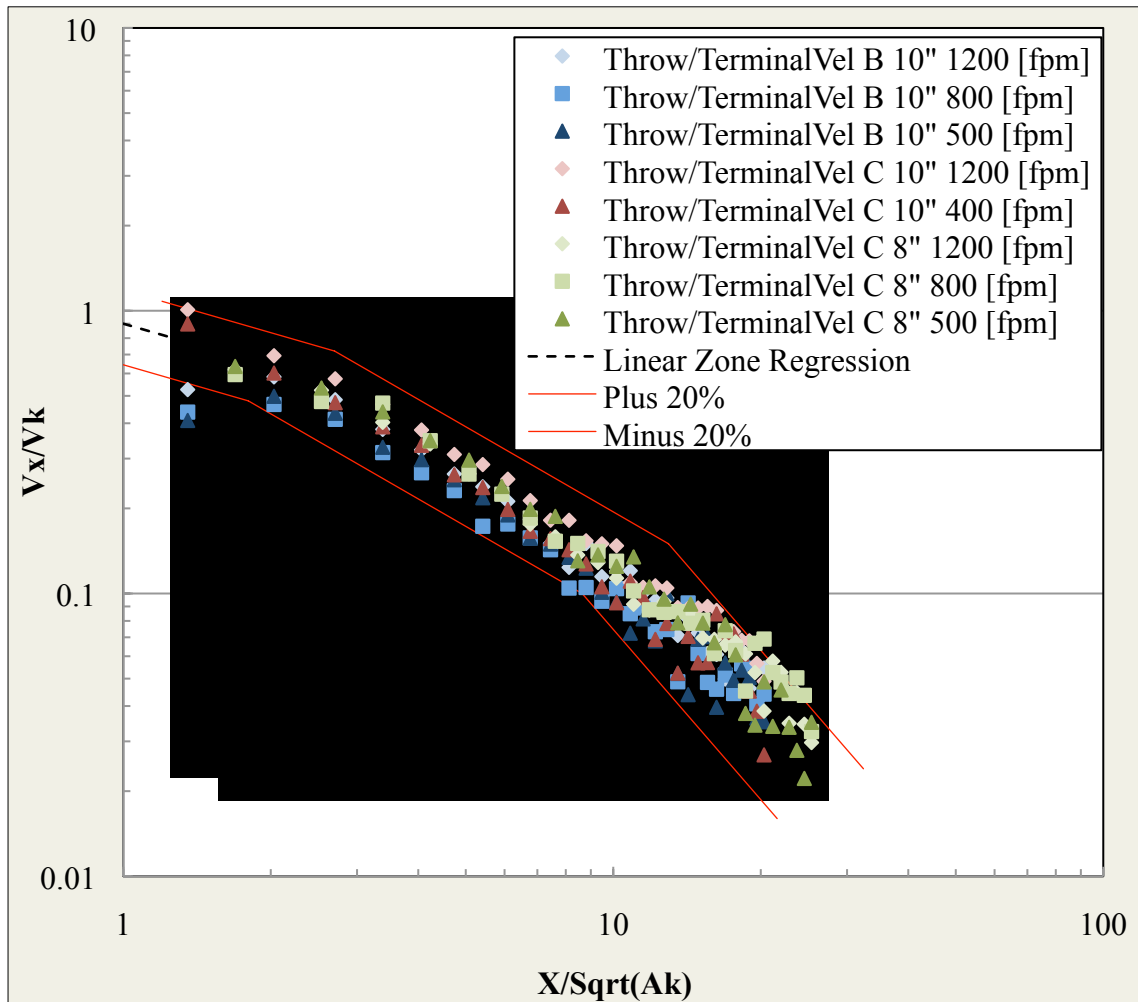 10
Throw/TerminalVel B 10" 1200 [fpm]
Throw/TerminalVel B 10" 800 [fpm]
Throw/TerminalVel B 10" 500 [fpm]
Throw/TerminalVel C 10" 1200 [fpm]
Throw/TerminalVel C 10" 400 [fpm]
Throw/TerminalVel C 8" 1200 [fpm]
Throw/TerminalVel C 8" 800 [fpm]
Throw/TerminalVel C 8" 500 [fpm]
Linear Zone Regression
Plus 20%
Minus 20%
1
Vx/Vk
0.1
0.01
1
10
100
X/Sqrt(Ak)